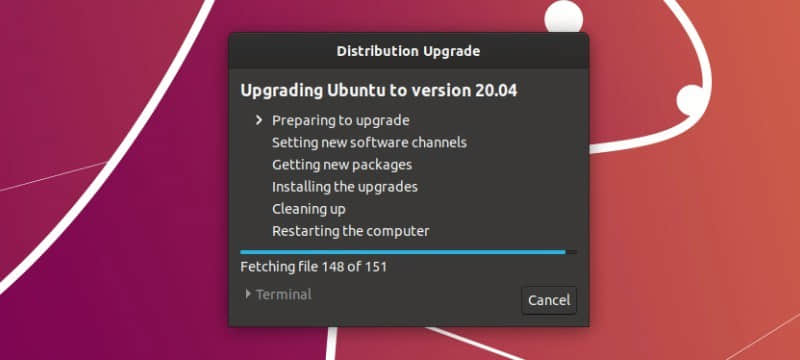 Distribution Upgrade
Upgrading Ubuntu to version 20.04
Preparing to upgrade
Setting new software channels
Getting new packages
Installing the upgrades
Cleaning up
Restarting the computer
Fetching file 148 of 151
Terminal
Cancel